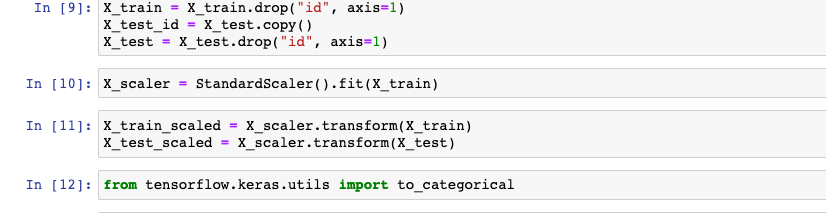 In [9]: X_train = X_train.drop("id", axis=1)
X_test_id = X_test.copy()
X_test = X_test.drop("id", axis=1)
In [10]: X_scaler = StandardScaler().fit(X_train)
In [11]: X_train_scaled = X_scaler.transform(X_train)
X_test_scaled = X_scaler.transform(X_test)
In [12]: from tensorflow.keras.utils import to_categorical